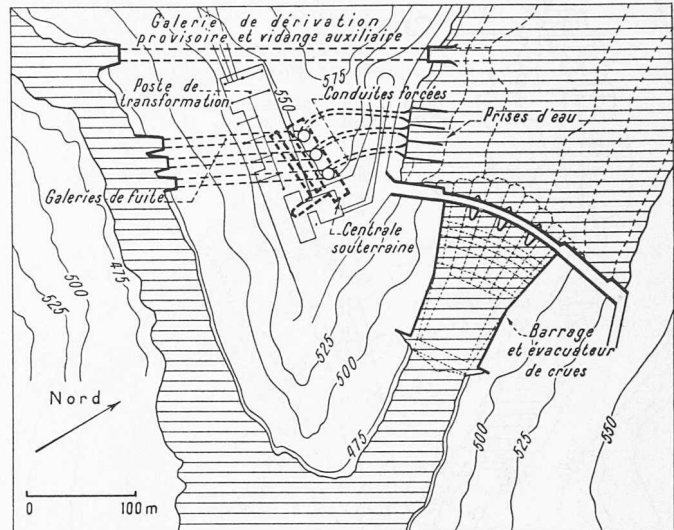 Galerie de dérivation
provisoire et vidange auxiliaire
575
550
Poste de
transformation
Conduites forcées
Prises d'eau
Galeries de fuite
Centrale
souterraine
475
500
525
525
500
475
Barrage
et évacuateur
de crues
Nord
500
525
550
0 100 m